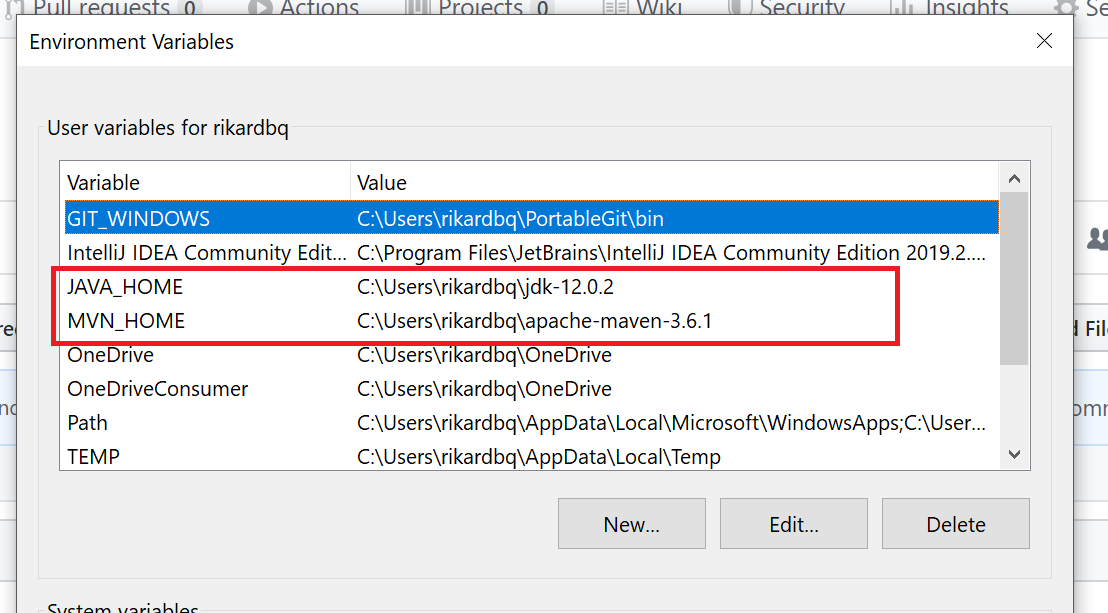 Pull requests 0 Actions Projects 0 Wiki Security Insights Se
Environment Variables
User variables for rikardbq
Variable Value
GIT_WINDOWS C:\Users\rikardbq\PortableGit\bin
IntelliJ IDEA Community Edit... C:\Program Files\JetBrains\IntelliJ IDEA Community Edition 2019.2....
JAVA_HOME C:\Users\rikardbq\jdk-12.0.2
MVN_HOME C:\Users\rikardbq\apache-maven-3.6.1
OneDrive C:\Users\rikardbq\OneDrive
OneDriveConsumer C:\Users\rikardbq\OneDrive
Path C:\Users\rikardbq\AppData\Local\Microsoft\WindowsApps;C:\User...
TEMP C:\Users\rikardbq\AppData\Local\Temp
New... Edit... Delete
System variables